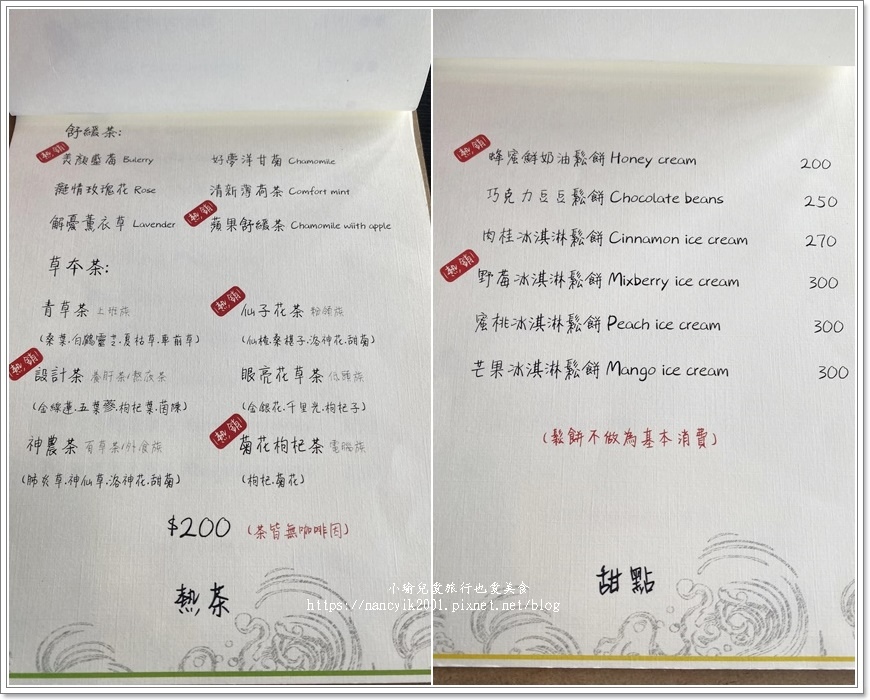 舒緩茶:
熱銷 美顏藍莓 Bulerry 好夢洋甘菊 Chamomile
癡情玫瑰花 Rose 清新薄荷茶 Comfort mint
解憂薰衣草 Lavender 熱銷 蘋果舒緩茶 Chamomile wiith apple
草本茶:
青草茶 上班族 熱銷 仙子花茶 粉領族
(桑葉.白鶴靈芝.夏枯草.車前草) (仙楂.桑椹子.洛神花.甜菊)
熱銷 設計茶 養肝茶/熬夜茶 眼亮花草茶 低頭族
(金線蓮.五葉蔘.枸杞葉.茵陳) (金銀花.千里光.枸杞子)
神農茶 百草茶/外食族 熱銷 菊花枸杞茶 電腦族
(肺炎草.神仙草.洛神花.甜菊) (枸杞.菊花)
$200 (茶皆無咖啡因)
熱茶
熱銷 蜂蜜鮮奶油鬆餅 Honey cream 200
巧克力豆豆鬆餅 Chocolate beans 250
肉桂冰淇淋鬆餅 Cinnamon ice cream 270
熱銷 野莓冰淇淋鬆餅 Mixberry ice cream 300
蜜桃冰淇淋鬆餅 Peach ice cream 300
芒果冰淇淋鬆餅 Mango ice cream 300
(鬆餅不做為基本消費)
甜點
小瑜兒愛旅行也愛美食
https://nancyik2001.pixnet.net/blog